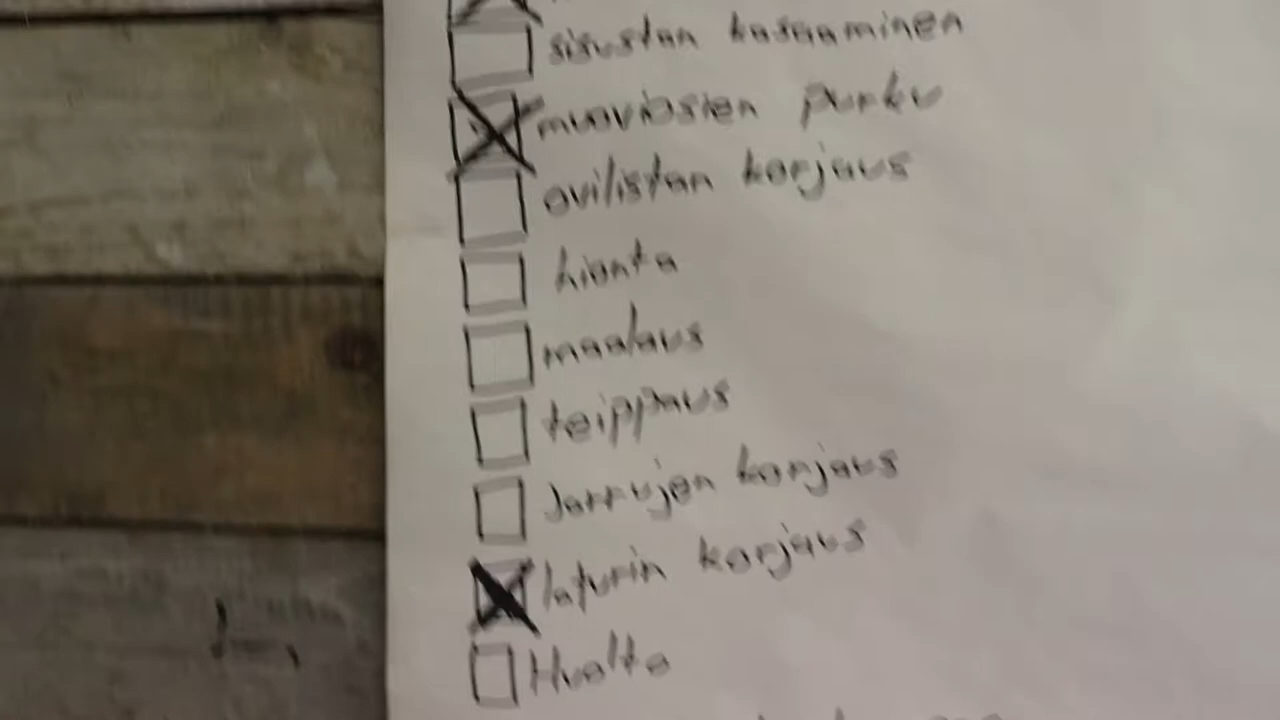 sisustan kasaaminen
muoviosien purku
ovilistan korjaus
hionta
maalaus
teippaus
Jarrujen korjaus
laturin korjaus
Huolto